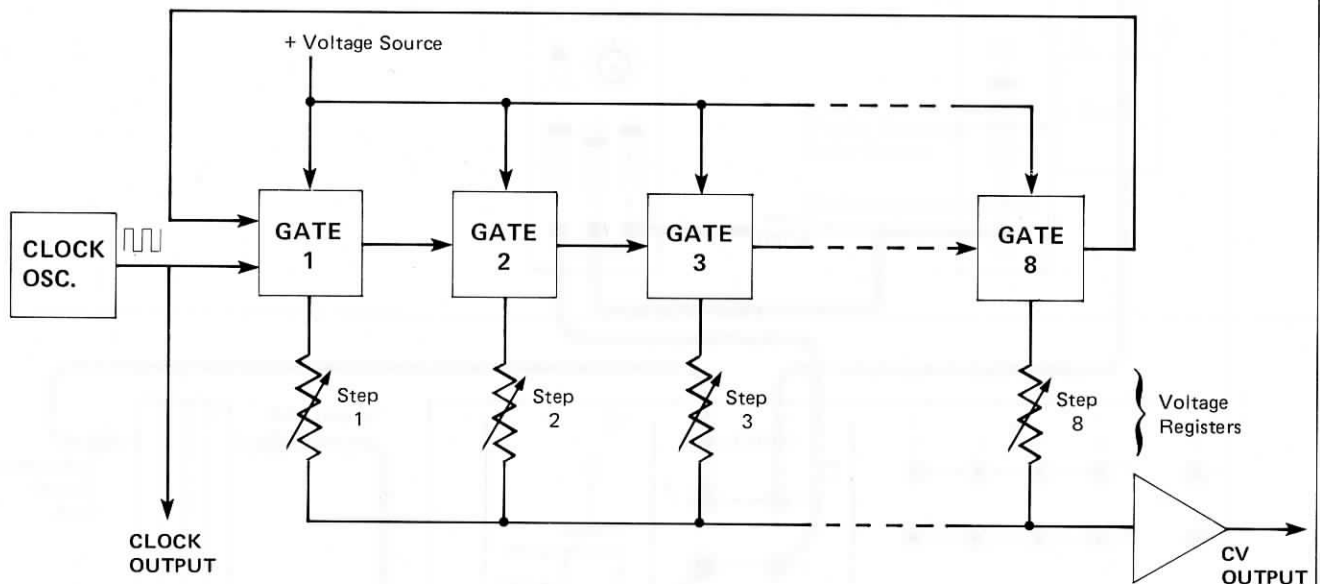 + Voltage Source
CLOCK
OSC.
GATE
1
GATE
2
GATE
3
GATE
8
Step
1
Step
2
Step
3
Step
8
Voltage
Registers
CLOCK
OUTPUT
CV
OUTPUT